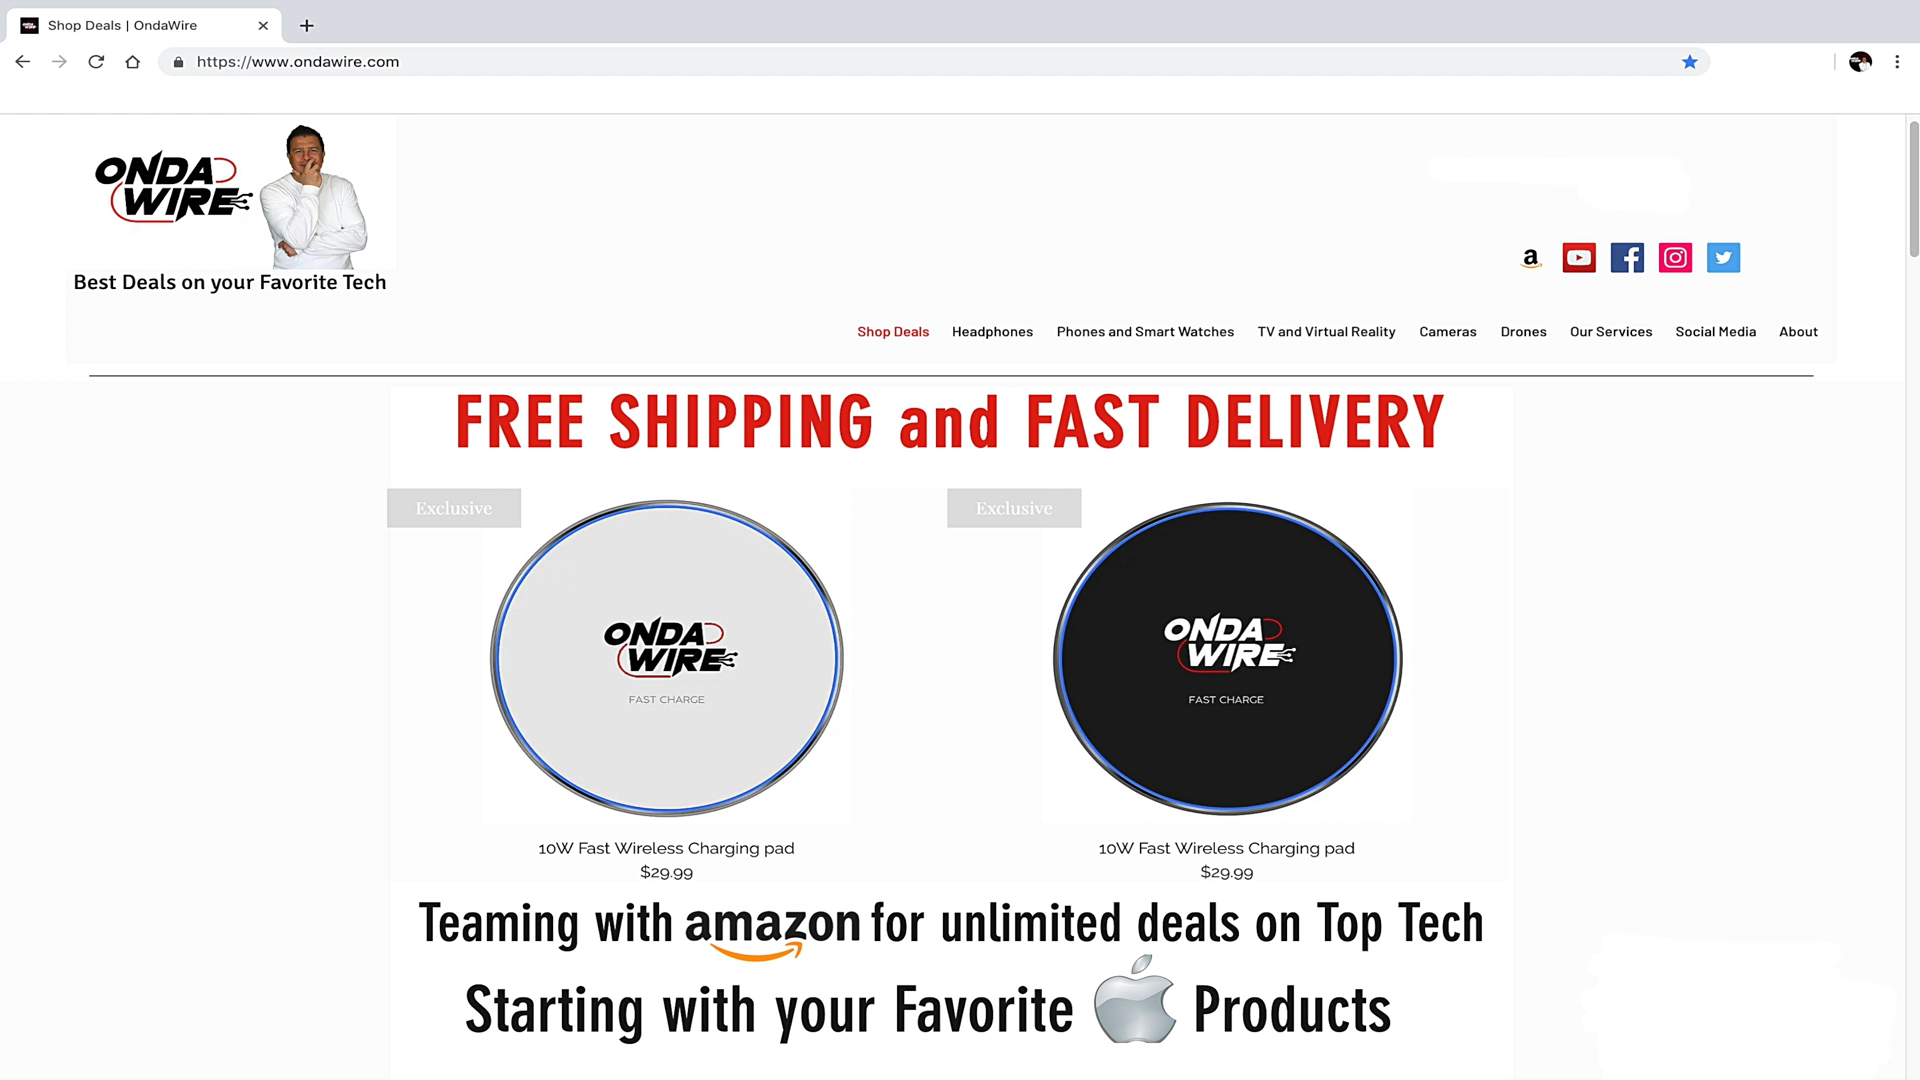 Shop Deals | OndaWire
https://www.ondawire.com
ONDA
WIRE
Best Deals on your Favorite Tech
a
Shop Deals Headphones Phones and Smart Watches TV and Virtual Reality Cameras Drones Our Services Social Media About
FREE SHIPPING and FAST DELIVERY
Exclusive
ONDA
WIRE
FAST CHARGE
10W Fast Wireless Charging pad
$29.99
Exclusive
ONDA
WIRE
FAST CHARGE
10W Fast Wireless Charging pad
$29.99
Teaming with amazon for unlimited deals on Top Tech
Starting with your Favorite Products